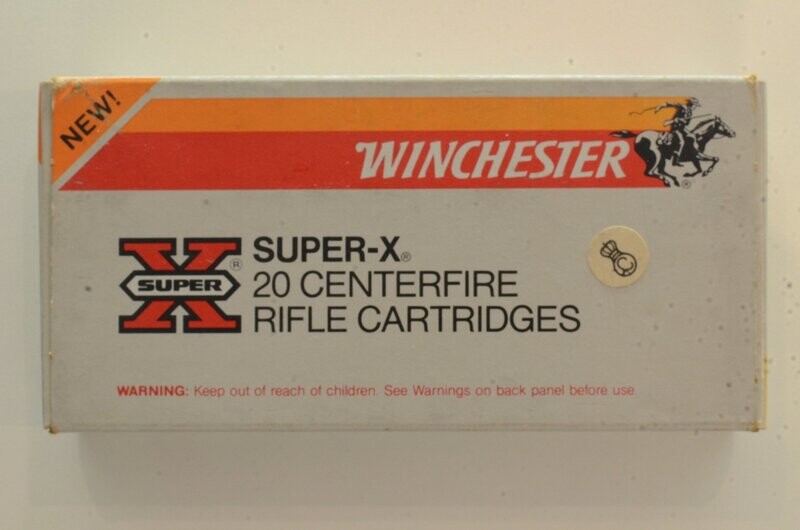 NEW!
WINCHESTER
®
X
SUPER
®
SUPER-X®
20 CENTERFIRE
RIFLE CARTRIDGES
C
WARNING: Keep out of reach of children. See Warnings on back panel before use.